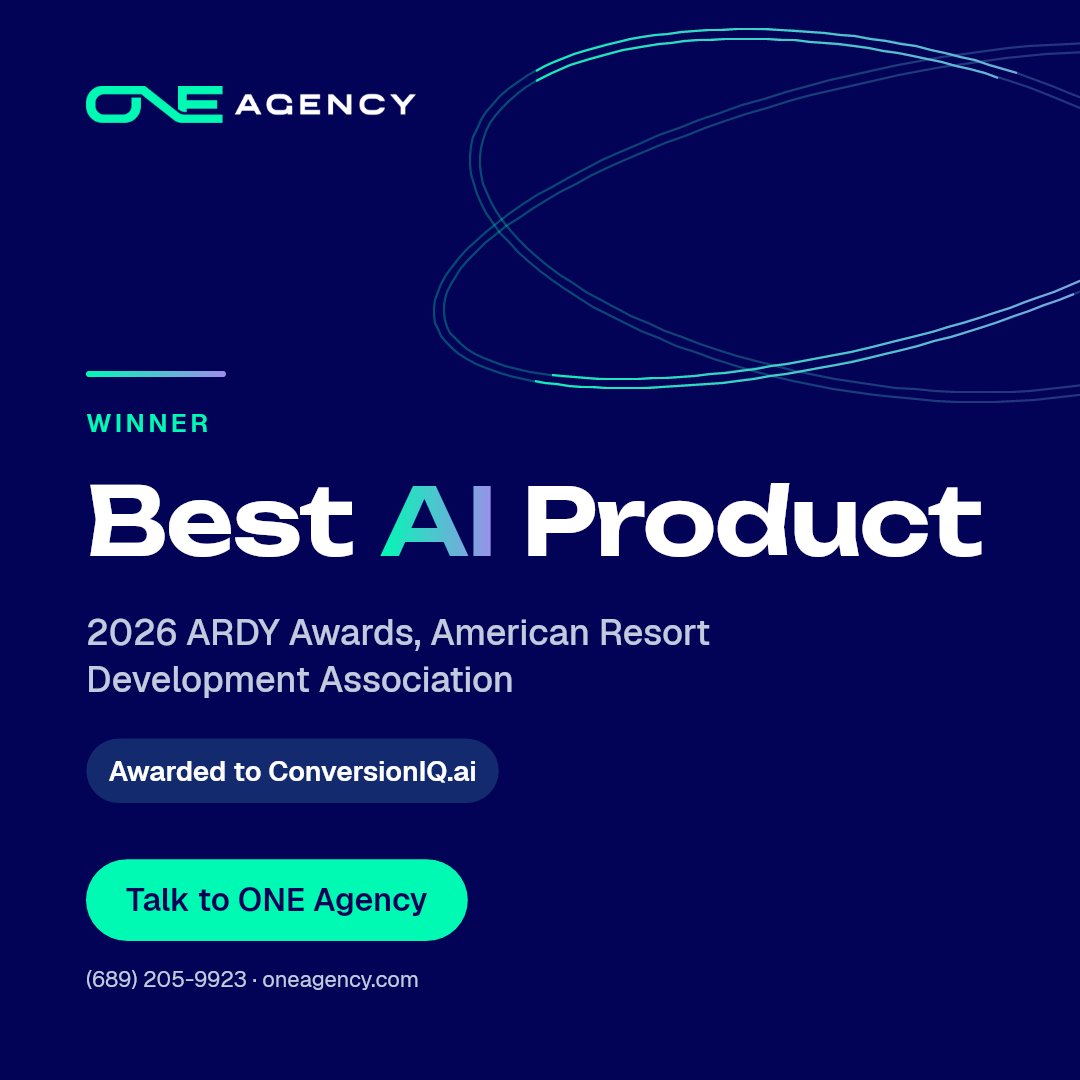 ONE AGENCY
WINNER
Best AI Product
2026 ARDY Awards, American Resort
Development Association
Awarded to ConversionIQ.ai
Talk to ONE Agency
(689) 205-9923 · oneagency.com